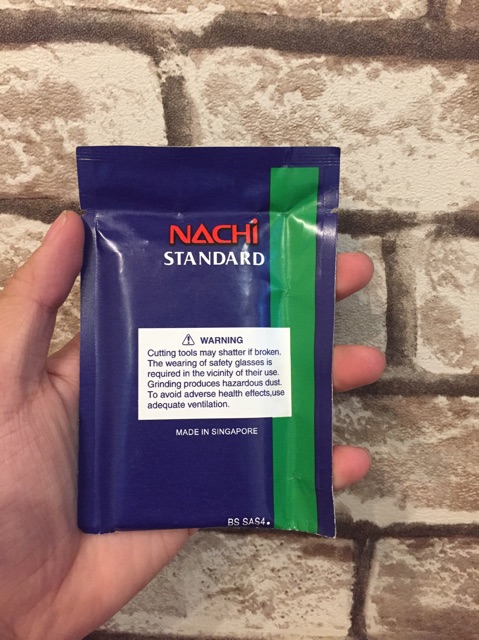 NACHi
STANDARD
WARNING
Cutting tools may shatter if broken.
The wearing of safety glasses is
required in the vicinity of their use.
Grinding produces hazardous dust.
To avoid adverse health effects,use
adequate ventilation.
MADE IN SINGAPORE
BS SAS4